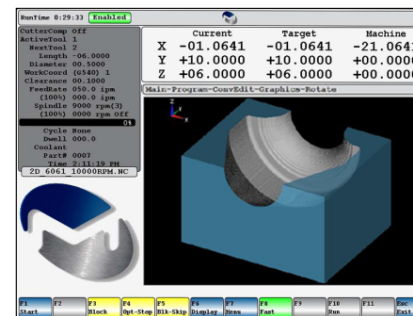 RunTime 0:29:33 Enabled
CutterComp Off
ActiveTool 1
NextTool 2
Length -06.0000
Diameter 00.5000
WorkCoord (G540) 1
Clearance 00.1000
FeedRate 050.0 ipm
(100%) 000.0 ipm
Spindle 9000 rpm(3)
(100%) 0000 rpm Off
0%
Cycle None
Dwell 000.0
Coolant
Part# 0007
Time 2:11:19 PM
2D_6061_10000RPM.NC
Current Target Machine
X -01.0641 -01.0641 -21.0641
Y +10.0000 +10.0000 +00.0000
Z +06.0000 +06.0000 +00.0000
Main-Program-ConvEdit-Graphics-Rotate
F1 F2 F3 F4 F5 F6 F7 F8 F9 F10 F11 Esc
Start Block Opt-Stop Blk-Skip Display Menu Fast Run Exit